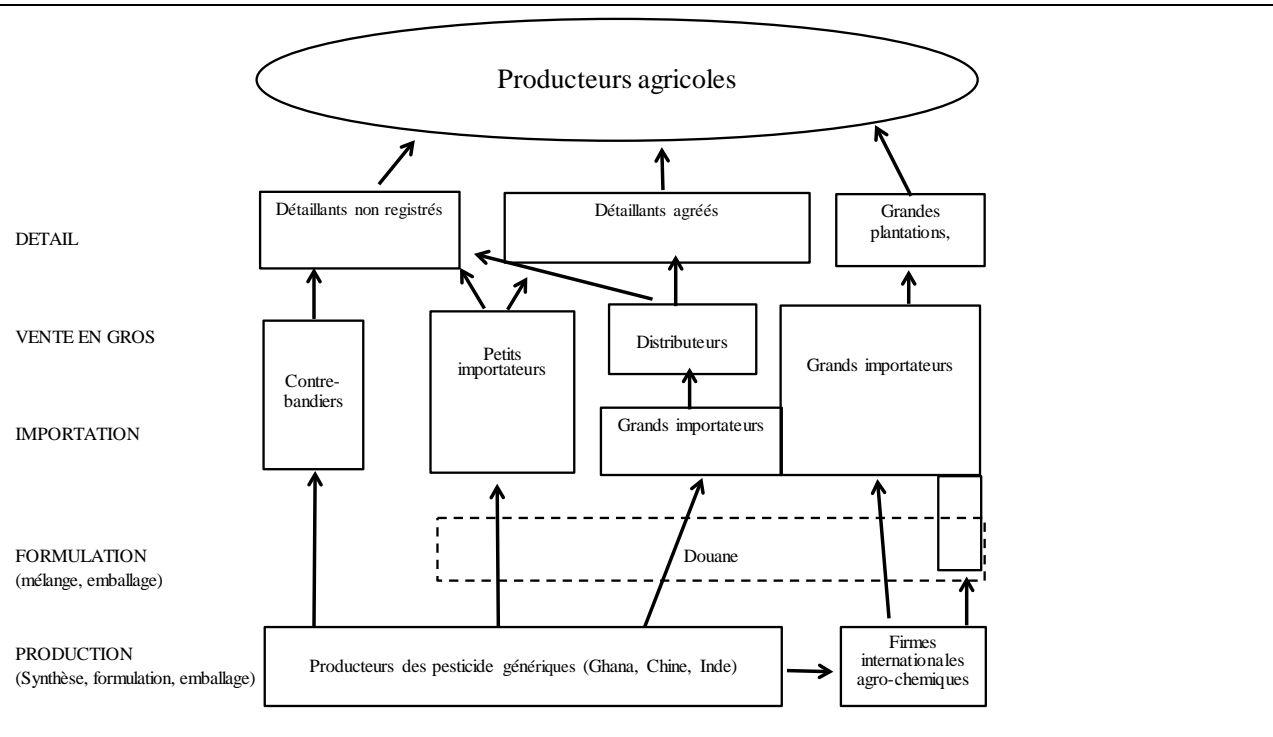 Producteurs agricoles
Détaillants non registrés
Détaillants agréés
Grandes
plantations,
DETAIL
VENTE EN GROS
Contre-
bandiers
Petits
importateurs
Distributeurs
Grands importateurs
IMPORTATION
Grands importateurs
FORMULATION
(mélange, emballage)
Douane
PRODUCTION
(Synthèse, formulation, emballage)
Producteurs des pesticide génériques (Ghana, Chine, Inde)
Firmes
internationales
agro-chemiques